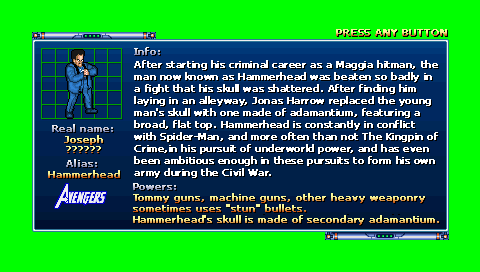 PRESS ANY BUTTON
Info:
After starting his criminal career as a Maggia hitman, the
man now known as Hammerhead was beaten so badly in
a fight that his skull was shattered. After finding him
laying in an alleyway, Jonas Harrow replaced the young
man's skull with one made of adamantium, featuring a
broad, flat top. Hammerhead is constantly in conflict
with Spider-Man, and more often than not The Kingpin of
Crime,in his pursuit of underworld power, and has even
been ambitious enough in these pursuits to form his own
army during the Civil War.
Real name:
Joseph
??????
Alias:
Hammerhead
AVENGERS
Powers:
Tommy guns, machine guns, other heavy weaponry
sometimes uses "stun" bullets.
Hammerhead's skull is made of secondary adamantium.